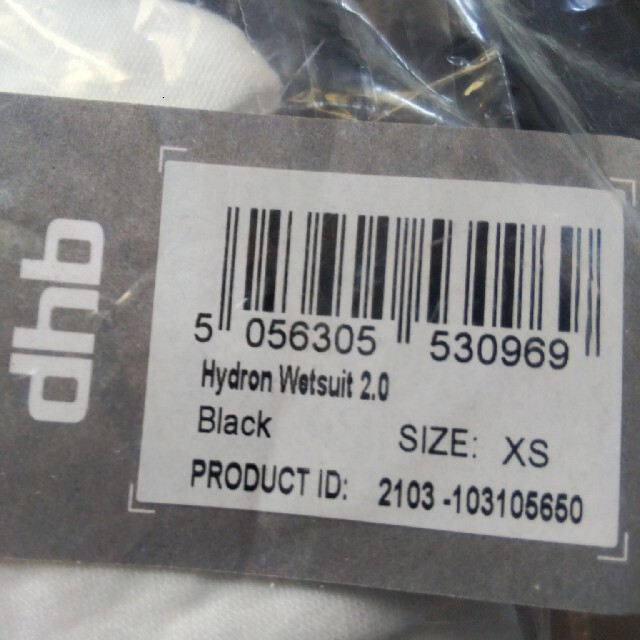 dhb
5 056305 530969
Hydron Wetsuit 2.0
Black
SIZE: XS
PRODUCT ID: 2103-103105650